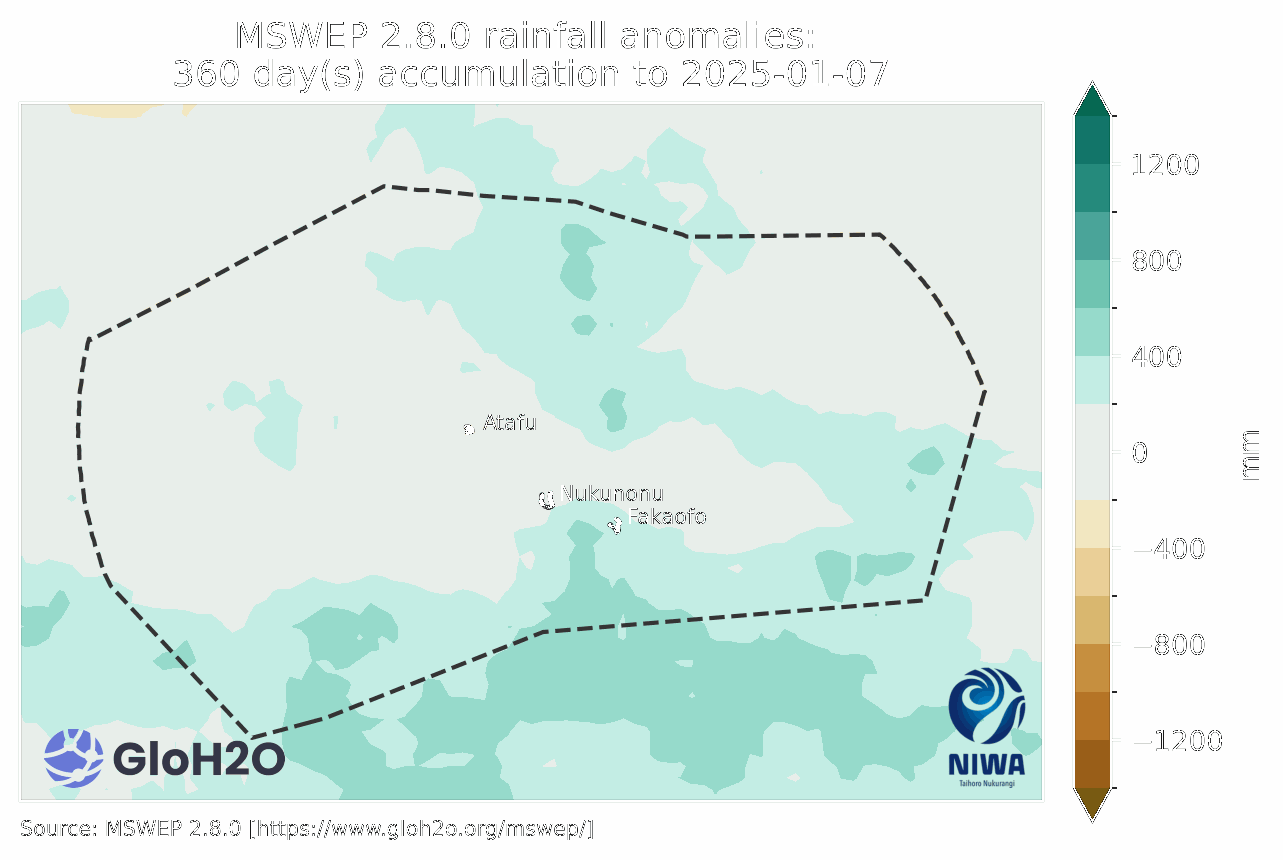 MSWEP 2.8.0 rainfall anomalies:
360 day(s) accumulation to 2025-01-07
1200
800
400
0
−400
−800
−1200
mm
Atafu
Nukunonu
Fakaofo
GloH2O
NIWA
Taihoro Nukurangi
Source: MSWEP 2.8.0 [https://www.gloh2o.org/mswep/]